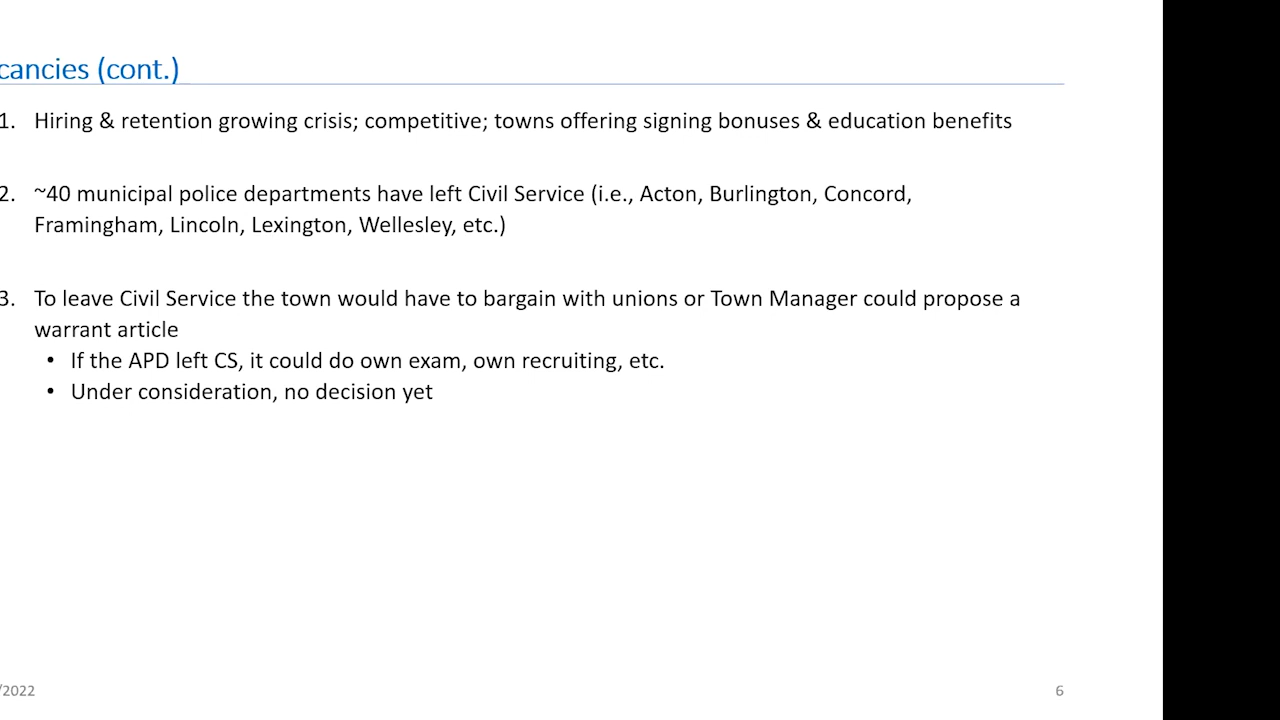 cancies (cont.)
1. Hiring & retention growing crisis; competitive; towns offering signing bonuses & education benefits
2. ~40 municipal police departments have left Civil Service (i.e., Acton, Burlington, Concord,
Framingham, Lincoln, Lexington, Wellesley, etc.)
3. To leave Civil Service the town would have to bargain with unions or Town Manager could propose a
warrant article
• If the APD left CS, it could do own exam, own recruiting, etc.
• Under consideration, no decision yet
/2022
6